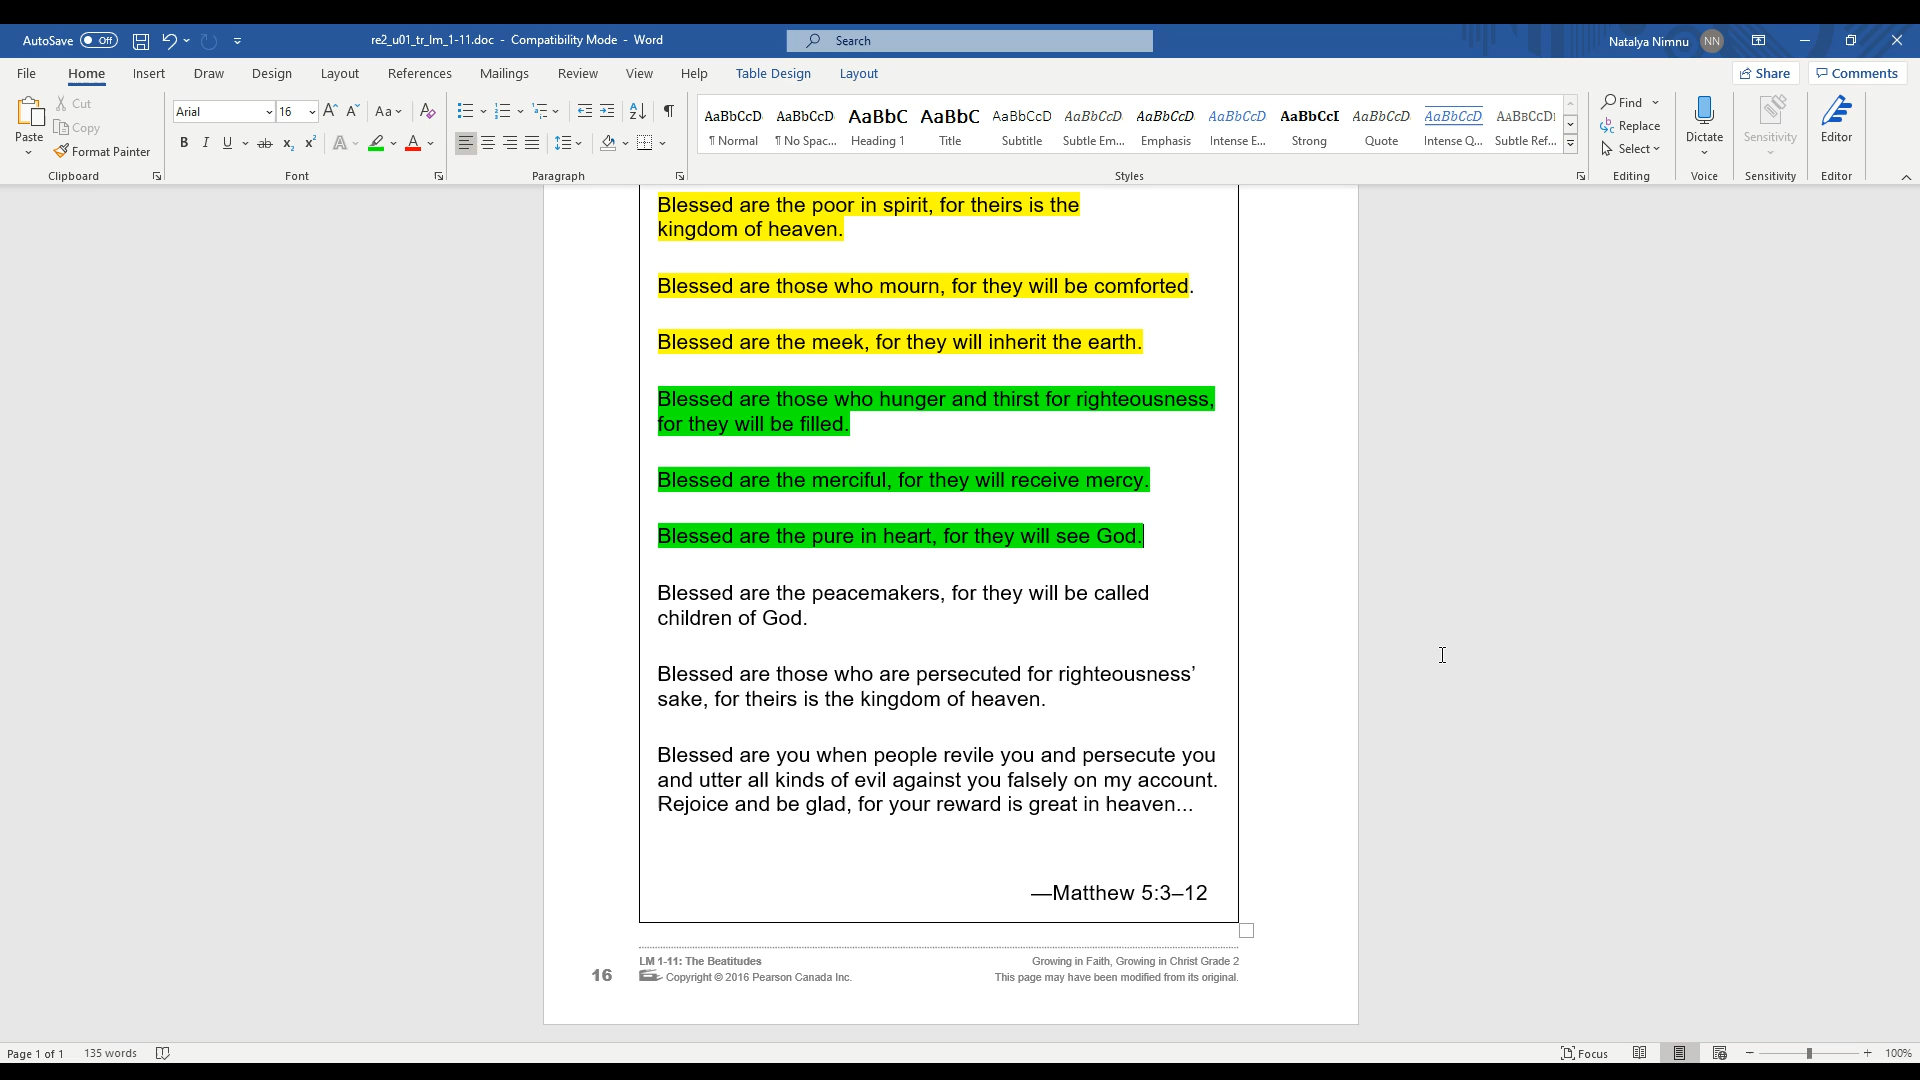 AutoSave Off re2_u01_tr_lm_1-11.doc - Compatibility Mode - Word Search Natalya Nimnu NN
File Home Insert Draw Design Layout References Mailings Review View Help Table Design Layout Share Comments
Paste Cut Copy Format Painter
Arial 16 Aa
B I U ab x₂ x² A A
AaBbCcD AaBbCcD AaBbC AaBbC AaBbCcD AaBbCcD AaBbCcD AaBbCcD AaBbCcI AaBbCcD AaBbCcD AaBbCcD
¶ Normal ¶ No Spac... Heading 1 Title Subtitle Subtle Em... Emphasis Intense E... Strong Quote Intense Q... Subtle Ref...
Find Replace Select Dictate Sensitivity Editor
Clipboard Font Paragraph Styles Editing Voice Sensitivity Editor
Blessed are the poor in spirit, for theirs is the
kingdom of heaven.
Blessed are those who mourn, for they will be comforted.
Blessed are the meek, for they will inherit the earth.
Blessed are those who hunger and thirst for righteousness,
for they will be filled.
Blessed are the merciful, for they will receive mercy.
Blessed are the pure in heart, for they will see God.
Blessed are the peacemakers, for they will be called
children of God.
Blessed are those who are persecuted for righteousness’
sake, for theirs is the kingdom of heaven.
Blessed are you when people revile you and persecute you
and utter all kinds of evil against you falsely on my account.
Rejoice and be glad, for your reward is great in heaven...
—Matthew 5:3–12
LM 1-11: The Beatitudes Growing in Faith, Growing in Christ Grade 2
16 Copyright © 2016 Pearson Canada Inc. This page may have been modified from its original.
Page 1 of 1 135 words Focus 100%